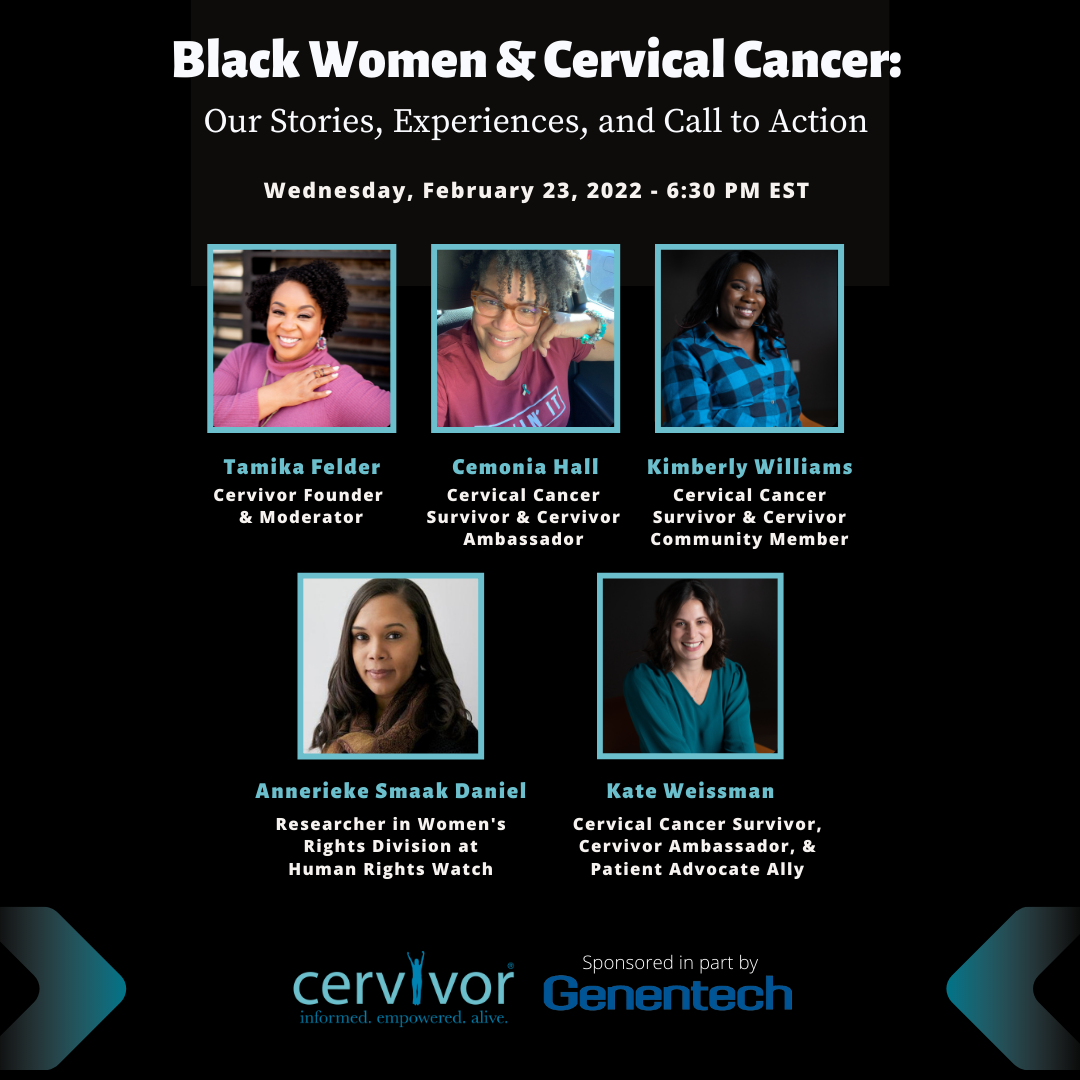 Black Women & Cervical Cancer:
Our Stories, Experiences, and Call to Action
Wednesday, February 23, 2022 - 6:30 PM EST
IN' IT
Tamika Felder
Cervivor Founder
& Moderator
Cemonia Hall
Cervical Cancer
Survivor & Cervivor
Ambassador
Kimberly Williams
Cervical Cancer
Survivor & Cervivor
Community Member
Annerieke Smaak Daniel
Researcher in Women's
Rights Division at
Human Rights Watch
Kate Weissman
Cervical Cancer Survivor,
Cervivor Ambassador, &
Patient Advocate Ally
cervivor®
informed. empowered. alive.
Sponsored in part by
Genentech